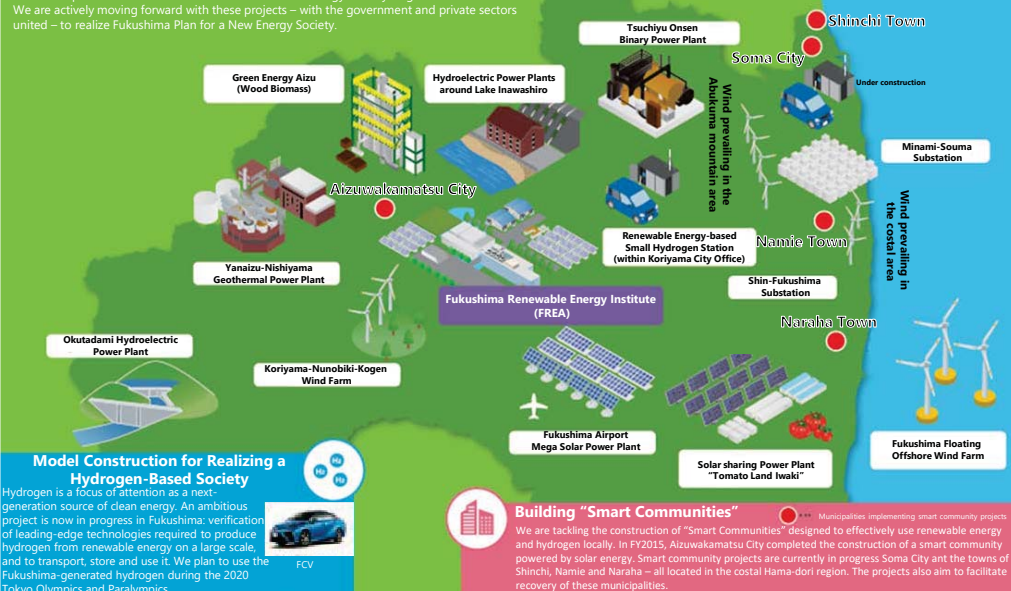 We are actively moving forward with these projects – with the government and private sectors
united – to realize Fukushima Plan for a New Energy Society.
Shinchi Town
Tsuchiyu Onsen
Binary Power Plant
Soma City
Green Energy Aizu
(Wood Biomass)
Hydroelectric Power Plants
around Lake Inawashiro
Under construction
Wind prevailing in the
Abukuma mountain area
Minami-Souma
Substation
Aizuwakamatsu City
Wind prevailing in
the costal area
Renewable Energy-based
Small Hydrogen Station
(within Koriyama City Office)
Namie Town
Yanaizu-Nishiyama
Geothermal Power Plant
Shin-Fukushima
Substation
Fukushima Renewable Energy Institute
(FREA)
Naraha Town
Okutadami Hydroelectric
Power Plant
Koriyama-Nunobiki-Kogen
Wind Farm
Fukushima Airport
Mega Solar Power Plant
Solar sharing Power Plant
"Tomato Land Iwaki"
Fukushima Floating
Offshore Wind Farm
Model Construction for Realizing a
Hydrogen-Based Society
H₂
H₂
H₂
Hydrogen is a focus of attention as a next-
generation source of clean energy. An ambitious
project is now in progress in Fukushima: verification
of leading-edge technologies required to produce
hydrogen from renewable energy on a large scale,
and to transport, store and use it. We plan to use the
Fukushima-generated hydrogen during the 2020
Tokyo Olympics and Paralympics.
FCV
Building "Smart Communities"
••• Municipalities implementing smart community projects
We are tackling the construction of "Smart Communities" designed to effectively use renewable energy
and hydrogen locally. In FY2015, Aizuwakamatsu City completed the construction of a smart community
powered by solar energy. Smart community projects are currently in progress Soma City ant the towns of
Shinchi, Namie and Naraha – all located in the costal Hama-dori region. The projects also aim to facilitate
recovery of these municipalities.